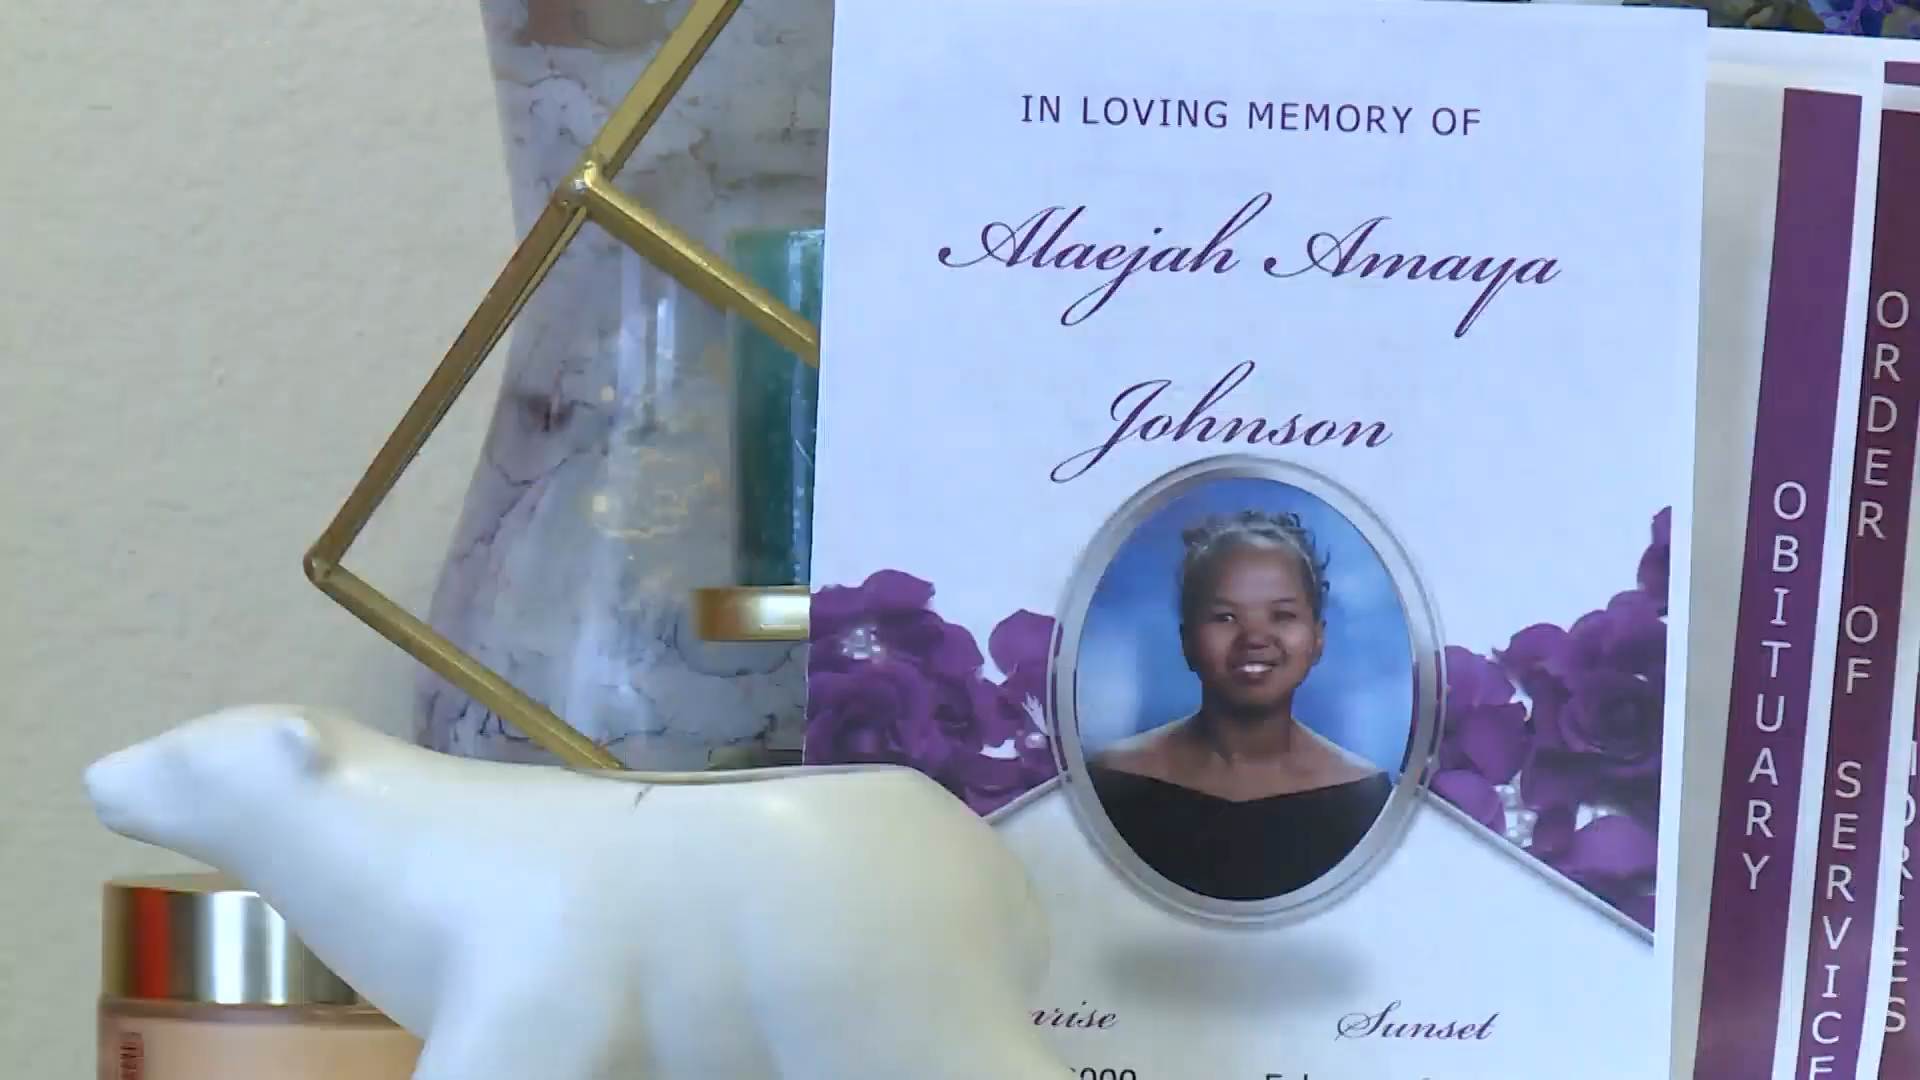 IN LOVING MEMORY OF
Alaejah Amaya
Johnson
Sunset
OBITUARY
ORDER OF SERVICE